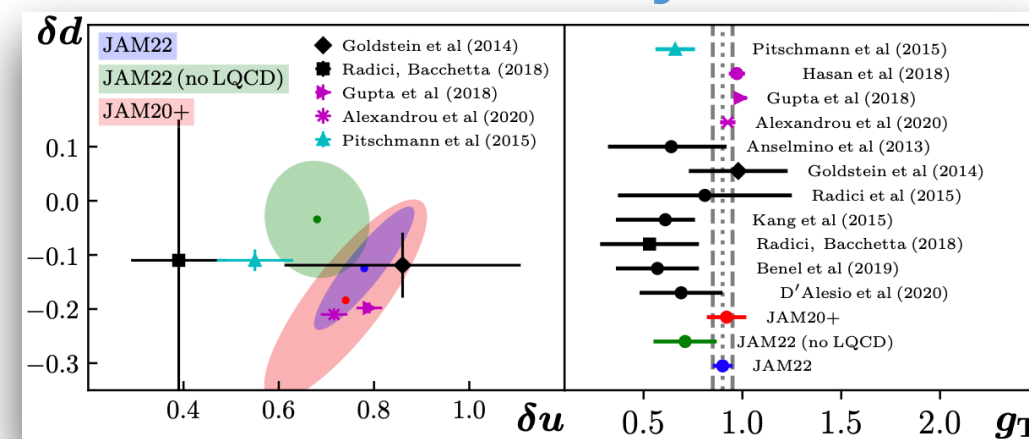 δd
JAM22
JAM22 (no LQCD)
JAM20+
Goldstein et al (2014)
Radici, Bacchetta (2018)
Gupta et al (2018)
Alexandrou et al (2020)
Pitschmann et al (2015)
0.1
0.0
−0.1
−0.2
−0.3
0.4 0.6 0.8 1.0 δu
Pitschmann et al (2015)
Hasan et al (2018)
Gupta et al (2018)
Alexandrou et al (2020)
Anselmino et al (2013)
Goldstein et al (2014)
Radici et al (2015)
Kang et al (2015)
Radici, Bacchetta (2018)
Benel et al (2019)
D′Alesio et al (2020)
JAM20+
JAM22 (no LQCD)
JAM22
0.5 1.0 1.5 2.0 gT